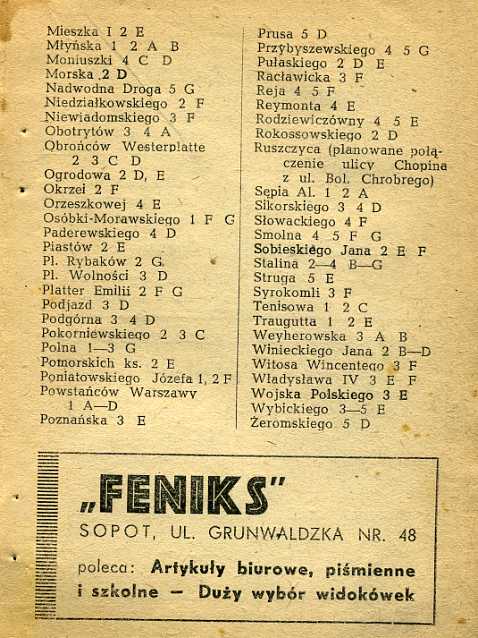 Mieszka I 2 E
Młyńska 1 2 A B
Moniuszki 4 C D
Morska 2 D
Nadwodna Droga 5 G
Niedziałkowskiego 2 F
Niewiadomskiego 3 F
Obotrytów 3 4 A
Obrońców Westerplatte
2 3 C D
Ogrodowa 2 D, E
Okrzei 2 F
Orzeszkowej 4 E
Osóbki-Morawskiego 1 F G
Paderewskiego 4 D
Piastów 2 E
Pl. Rybaków 2 G
Pl. Wolności 3 D
Platter Emilii 2 F G
Podjazd 3 D
Podgórna 3 4 D
Pokorniewskiego 2 3 C
Polna 1—3 G
Pomorskich ks. 2 E
Poniatowskiego Józefa 1, 2 F
Powstańców Warszawy
1 A—D
Poznańska 3 E
Prusa 5 D
Przybyszewskiego 4 5 G
Pułaskiego 2 D E
Racławicka 3 F
Reja 4 5 F
Reymonta 4 E
Rodziewiczówny 4 5 E
Rokossowskiego 2 D
Ruszczyca (planowane połą-
czenie ulicy Chopina
z ul. Bol. Chrobrego)
Sępia Al. 1 2 A
Sikorskiego 3 4 D
Słowackiego 4 F
Smolna 4 5 F G
Sobieskiego Jana 2 E F
Stalina 2—4 B—G
Struga 5 E
Syrokomli 3 F
Tenisowa 1 2 C
Traugutta 1 2 E
Weyherowska 3 A B
Winieckiego Jana 2 B—D
Witosa Wincentego 3 F
Władysława IV 3 E F
Wojska Polskiego 3 E
Wybickiego 3—5 E
Żeromskiego 5 D
„FENIKS"
SOPOT, UL. GRUNWALDZKA NR. 48
poleca: Artykuły biurowe, piśmienne
i szkolne — Duży wybór widokówek